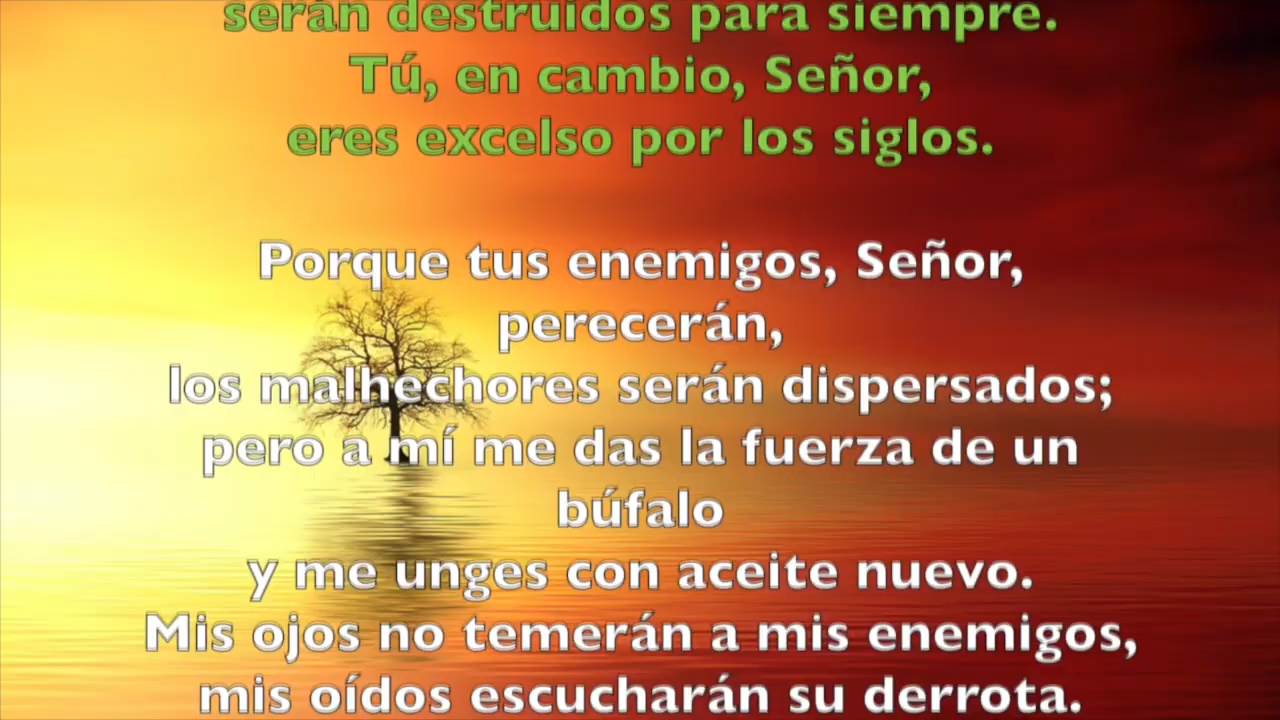 serán destruidos para siempre.
Tú, en cambio, Señor,
eres excelso por los siglos.
Porque tus enemigos, Señor,
perecerán,
los malhechores serán dispersados;
pero a mí me das la fuerza de un
búfalo
y me unges con aceite nuevo.
Mis ojos no temerán a mis enemigos,
mis oídos escucharán su derrota.